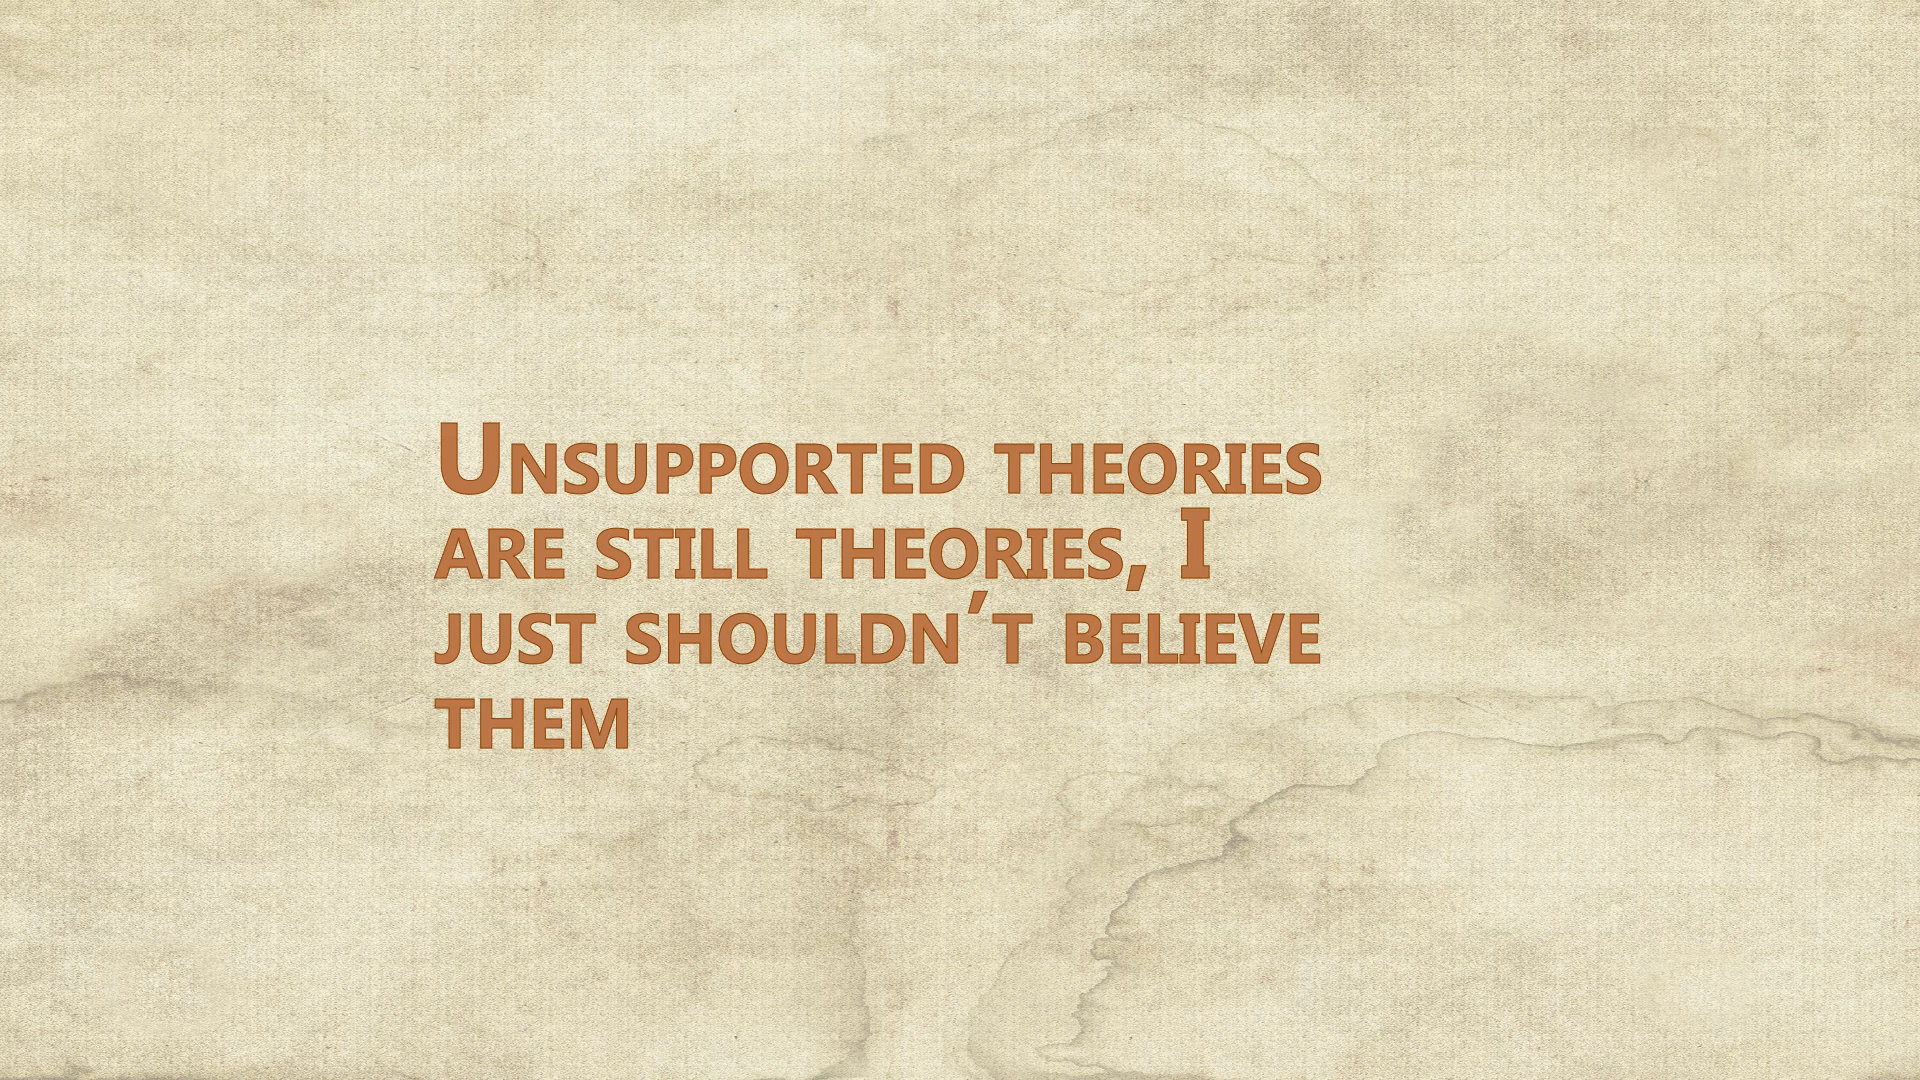 Unsupported theories
are still theories, I
just shouldn’t believe
them